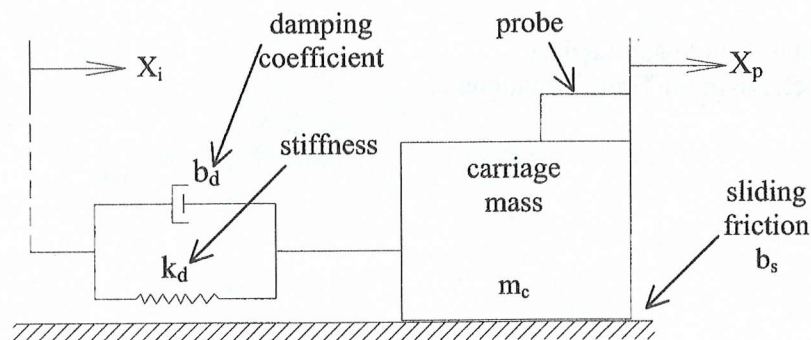 damping
coefficient
probe
X_i
X_p
stiffness
b_d
carriage
mass
sliding
friction
b_s
k_d
m_c